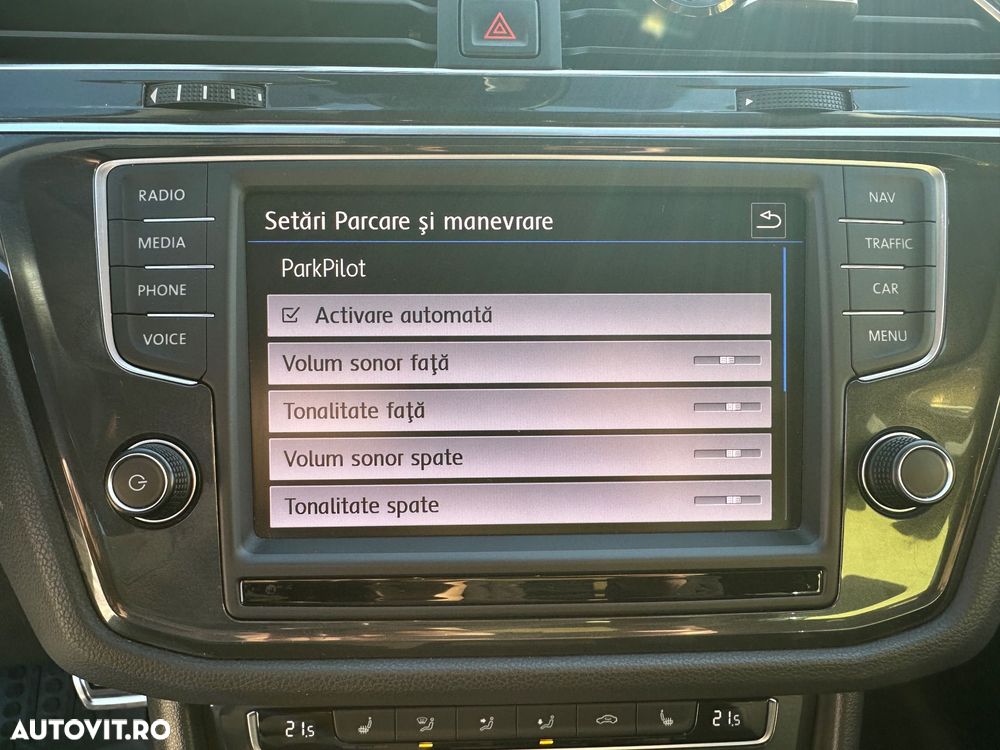 RADIO
MEDIA
PHONE
VOICE
Setări Parcare şi manevrare
ParkPilot
Activare automată
Volum sonor faţă
Tonalitate faţă
Volum sonor spate
Tonalitate spate
NAV
TRAFFIC
CAR
MENU
21.5
21.5
AUTOVIT.RO